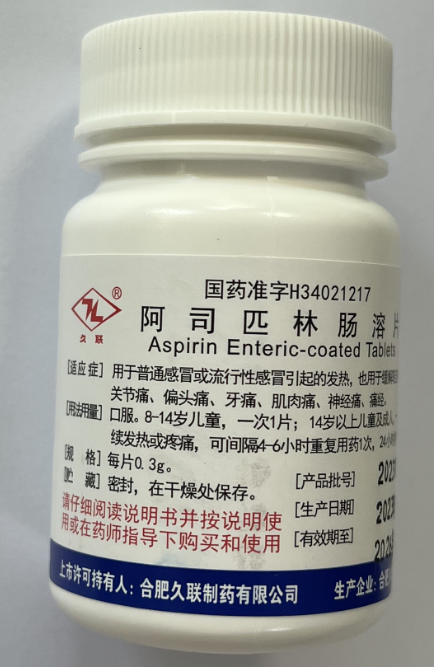 国药准字H34021217
R
久联
阿司匹林肠溶片
Aspirin Enteric-coated Tablets
[适应症] 用于普通感冒或流行性感冒引起的发热,也用于缓解轻
关节痛、偏头痛、牙痛、肌肉痛、神经痛、痛经。
[用法用量] 口服。8-14岁儿童,一次1片;14岁以上儿童及成人,一
续发热或疼痛,可间隔4-6小时重复用药1次,24小时
[规 格] 每片0.3g。
[贮 藏] 密封,在干燥处保存。
[产品批号] 2023
请仔细阅读说明书并按说明使
[生产日期] 2023
用或在药师指导下购买和使用
[有效期至]
上市许可持有人:合肥久联制药有限公司 生产企业:合肥